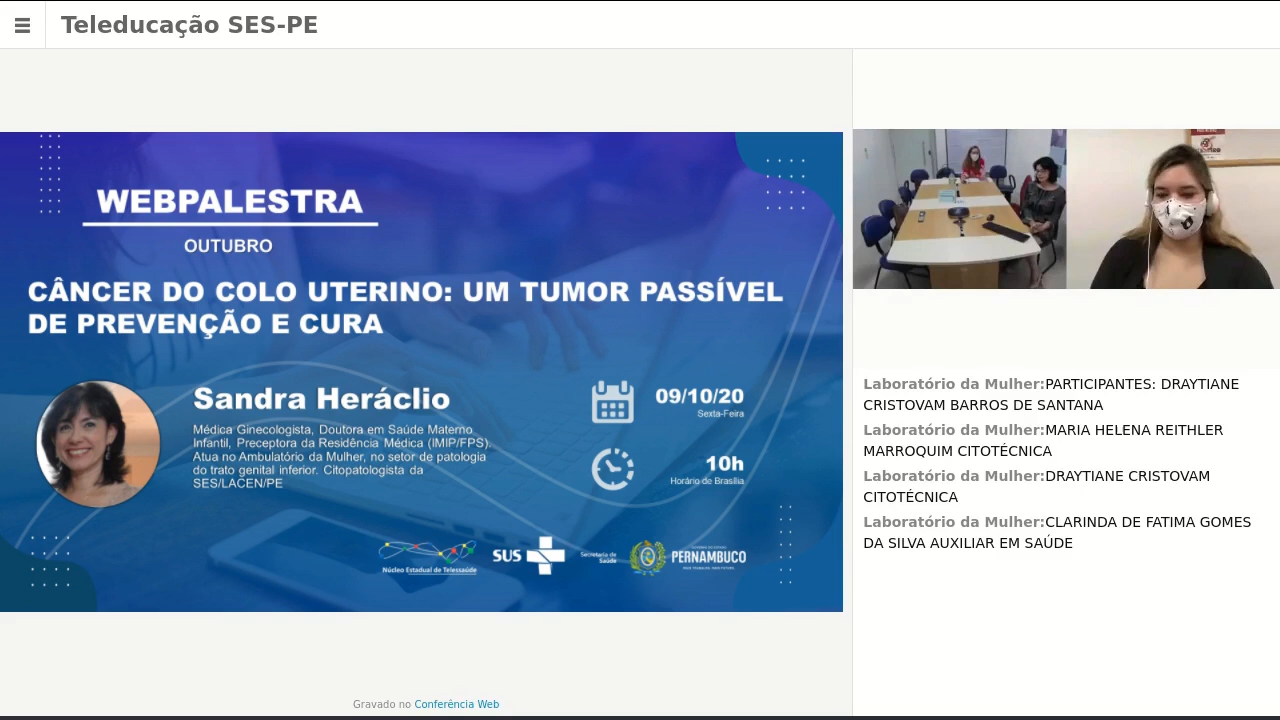 Teleducação SES-PE
WEBPALESTRA
OUTUBRO
CÂNCER DO COLO UTERINO: UM TUMOR PASSÍVEL
DE PREVENÇÃO E CURA
Sandra Heráclio
Médica Ginecologista, Doutora em Saúde Materno
Infantil, Preceptora da Residência Médica (IMIP/FPS).
Atua no Ambulatório da Mulher, no setor de patologia
do trato genital inferior. Citopatologista da
SES/LACEN/PE
09/10/20
Sexta-Feira
10h
Horário de Brasília
Núcleo Estadual de Telessaúde
SUS
Secretaria de
Saúde
PERNAMBUCO
Laboratório da Mulher:PARTICIPANTES: DRAYTIANE
CRISTOVAM BARROS DE SANTANA
Laboratório da Mulher:MARIA HELENA REITHLER
MARROQUIM CITOTÉCNICA
Laboratório da Mulher:DRAYTIANE CRISTOVAM
CITOTÉCNICA
Laboratório da Mulher:CLARINDA DE FATIMA GOMES
DA SILVA AUXILIAR EM SAÚDE
Gravado no Conferência Web